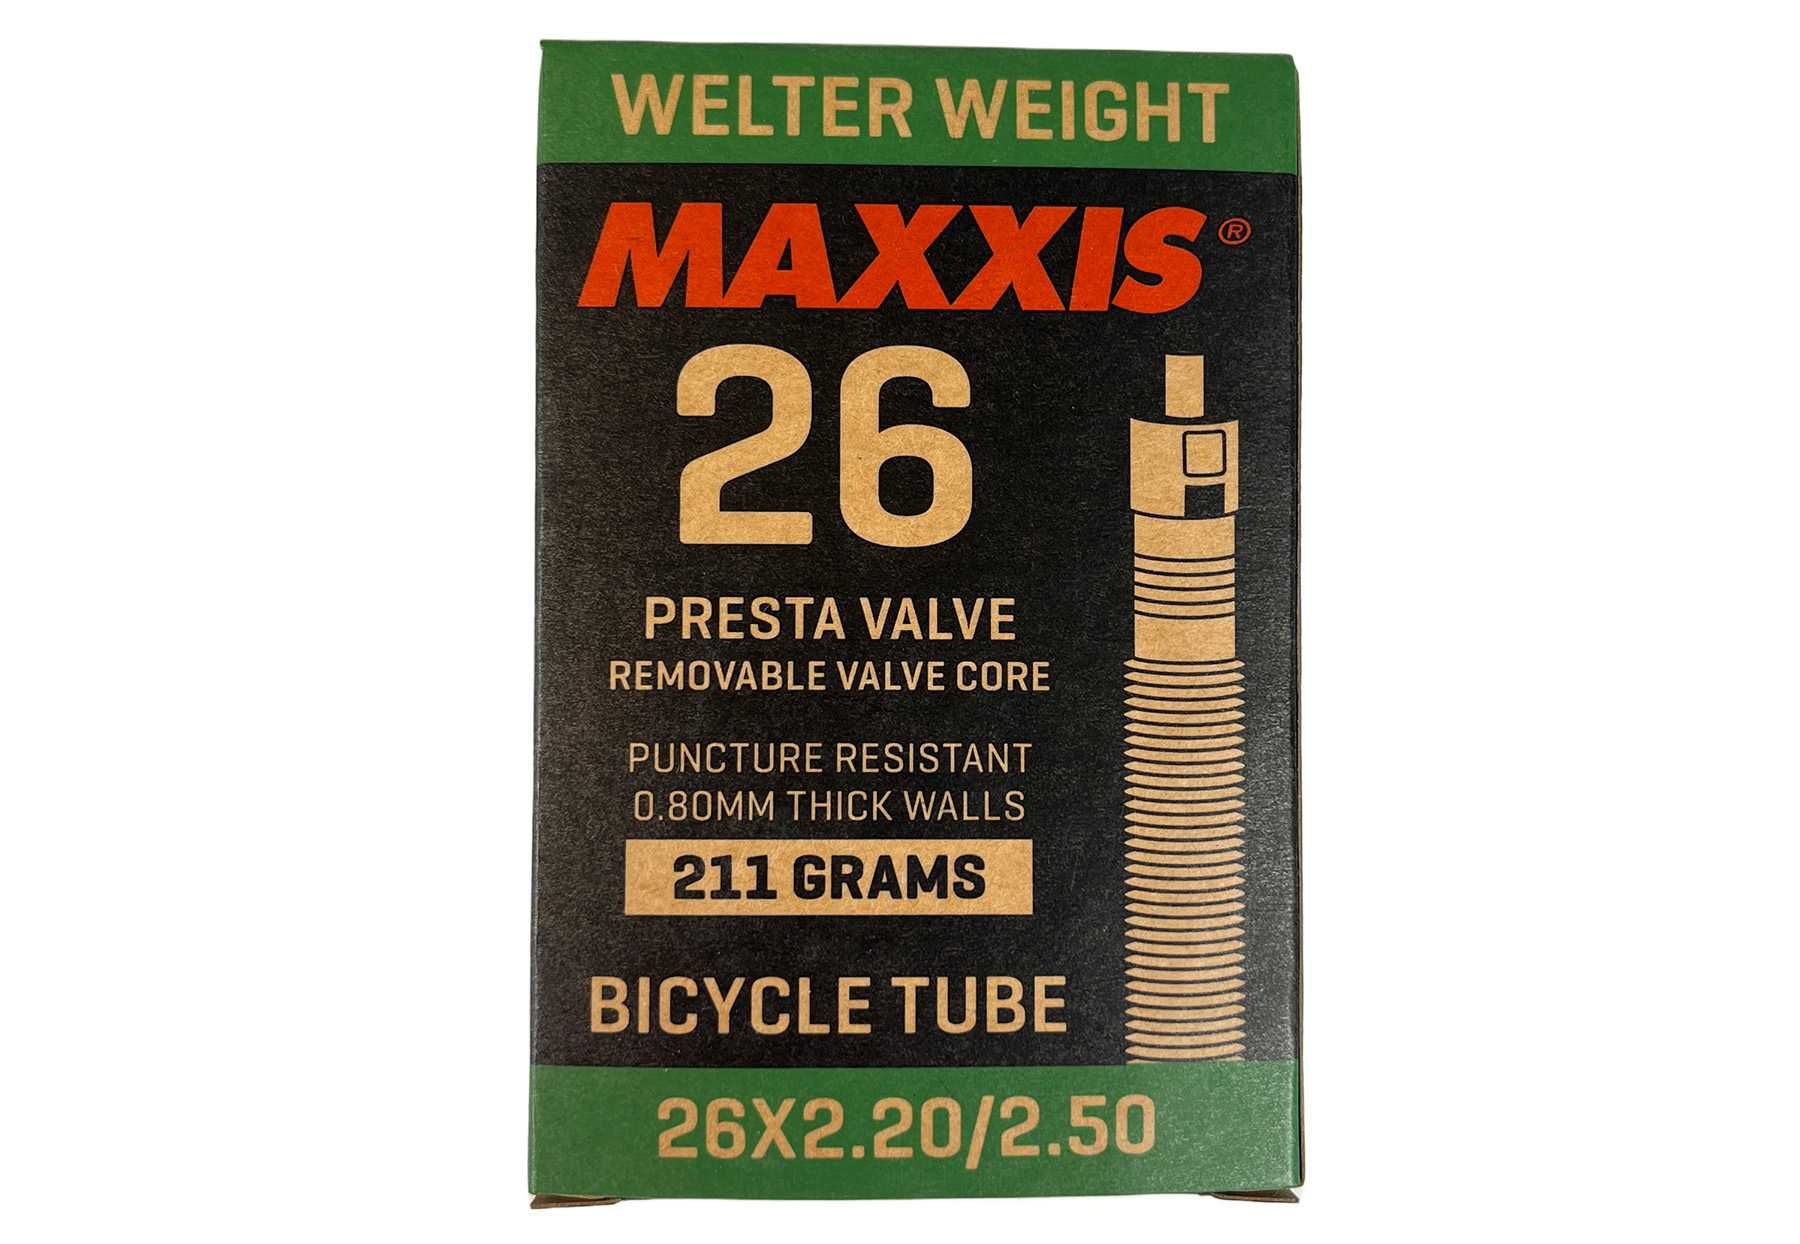 WELTER WEIGHT
MAXXIS®
26
PRESTA VALVE
REMOVABLE VALVE CORE
PUNCTURE RESISTANT
0.80MM THICK WALLS
211 GRAMS
BICYCLE TUBE
26X2.20/2.50